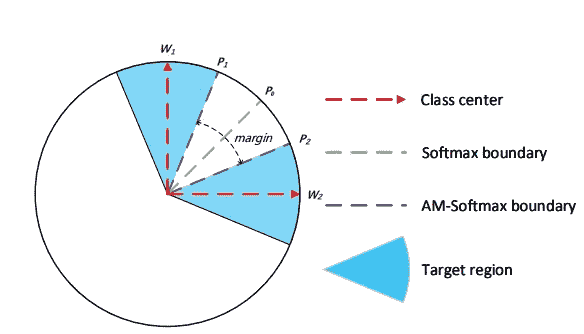 W1
P1
P0
margin
P2
W2
Class center
Softmax boundary
AM-Softmax boundary
Target region